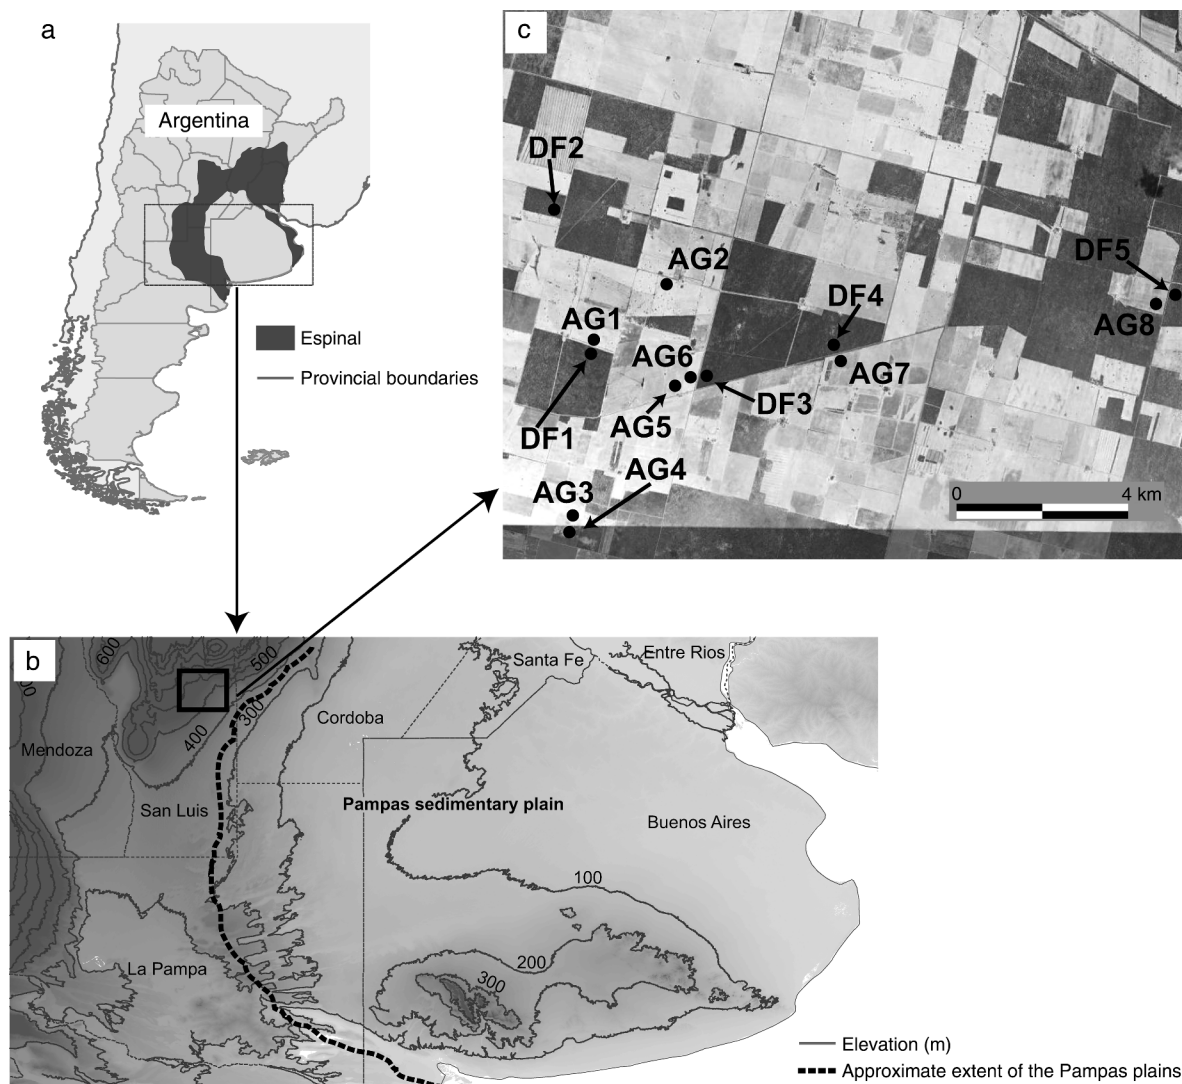 a
Argentina
Espinal
Provincial boundaries
c
DF2
AG2
DF5
DF4
AG1
AG8
AG6
AG7
DF3
AG5
DF1
AG4
AG3
0 4 km
b
600
500
Santa Fe
Entre Rios
300
Cordoba
400
Mendoza
San Luis
Pampas sedimentary plain
Buenos Aires
100
200
La Pampa
300
Elevation (m)
Approximate extent of the Pampas plains